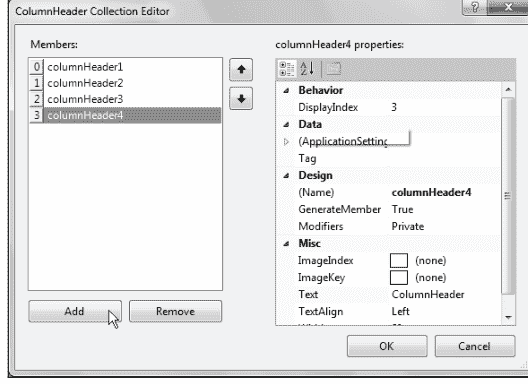 ColumnHeader Collection Editor
? X
Members:
0 columnHeader1
1 columnHeader2
2 columnHeader3
3 columnHeader4
Add
Remove
columnHeader4 properties:
Behavior
DisplayIndex 3
Data
(ApplicationSetting
Tag
Design
(Name) columnHeader4
GenerateMember True
Modifiers Private
Misc
ImageIndex (none)
ImageKey (none)
Text ColumnHeader
TextAlign Left
OK
Cancel